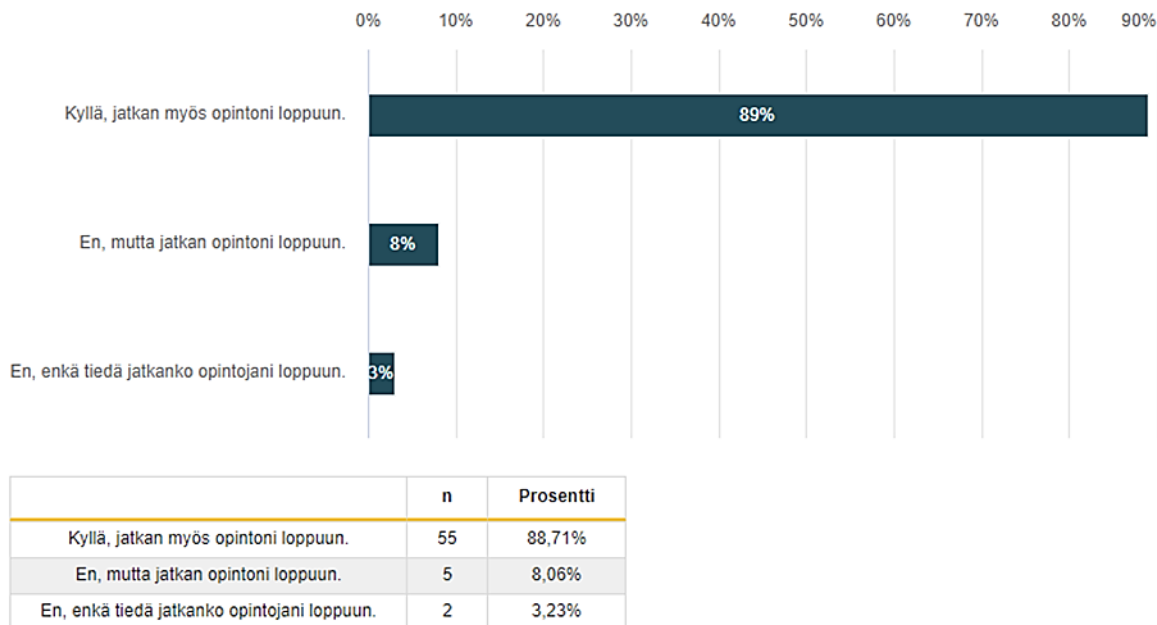 0% 10% 20% 30% 40% 50% 60% 70% 80% 90%
Kyllä, jatkan myös opintoni loppuun. 89%
En, mutta jatkan opintoni loppuun. 8%
En, enkä tiedä jatkanko opintojani loppuun. 3%
n Prosentti
Kyllä, jatkan myös opintoni loppuun. 55 88,71%
En, mutta jatkan opintoni loppuun. 5 8,06%
En, enkä tiedä jatkanko opintojani loppuun. 2 3,23%